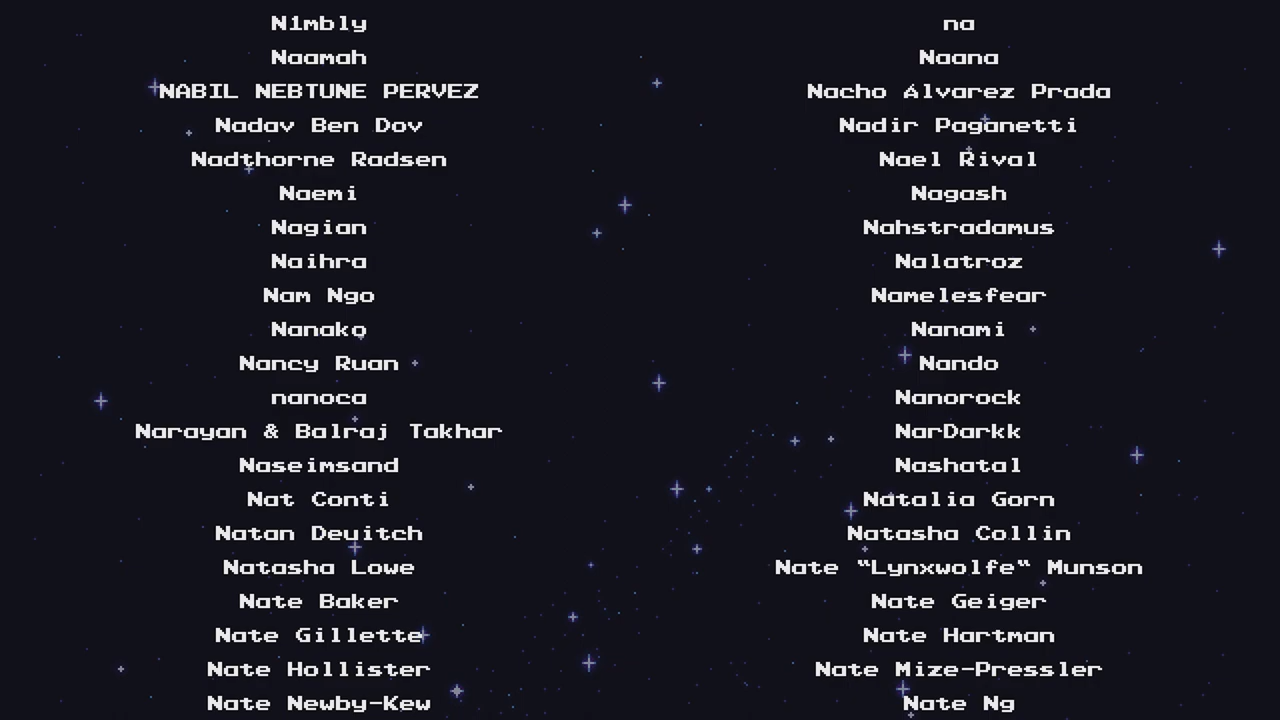 N1mbly
na
Naamah
Naana
NABIL NEBTUNE PERVEZ
Nacho Álvarez Prada
Nadav Ben Dov
Nadir Paganetti
Nadthorne Radsen
Nael Rival
Naemi
Nagash
Nagian
Nahstradamus
Naihra
Nalatroz
Nam Ngo
Namelesfear
Nanako
Nanami
Nancy Ruan
Nando
nanoca
Nanorock
Narayan & Balraj Takhar
NarDarkk
Naseimsand
Nashatal
Nat Conti
Natalia Gorn
Natan Deuitch
Natasha Collin
Natasha Lowe
Nate "Lynxwolfe" Munson
Nate Baker
Nate Geiger
Nate Gillette
Nate Hartman
Nate Hollister
Nate Mize-Pressler
Nate Newby-Kew
Nate Ng